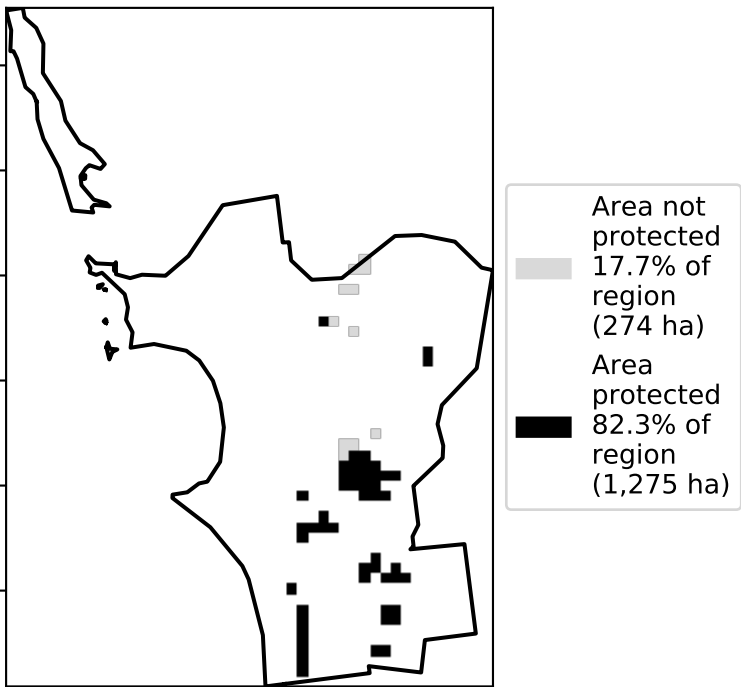 Area not
protected
17.7% of
region
(274 ha)
Area
protected
82.3% of
region
(1,275 ha)